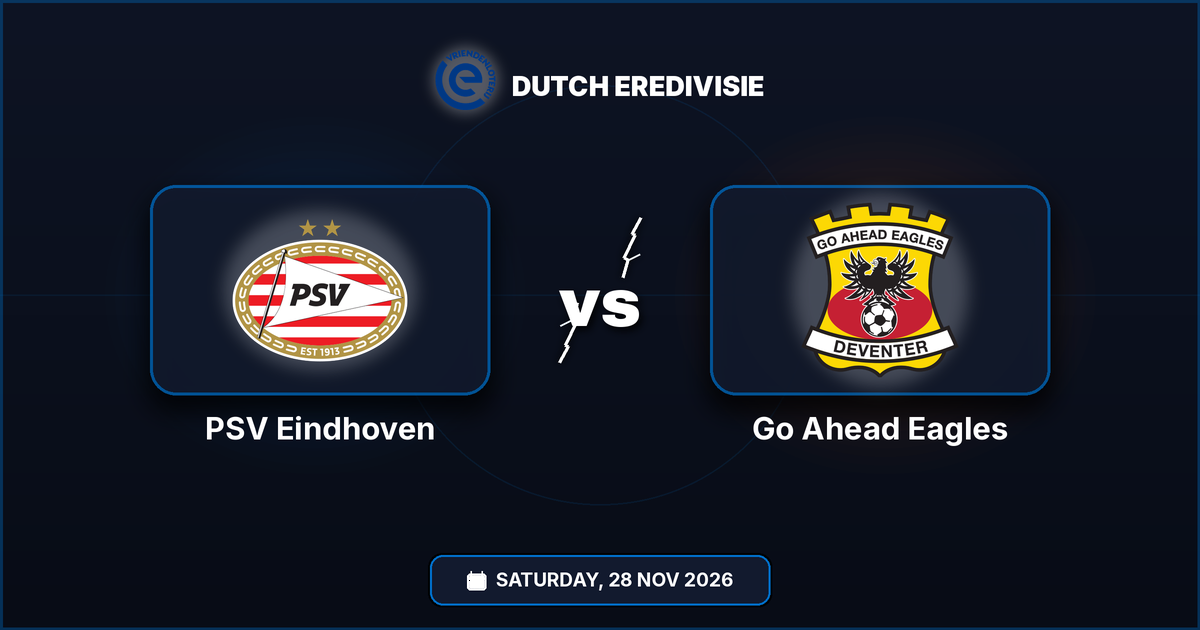 VRIENDENLOTERIJ
DUTCH EREDIVISIE
PSV
EST 1913
VS
GO AHEAD EAGLES
DEVENTER
PSV Eindhoven
Go Ahead Eagles
SATURDAY, 28 NOV 2026